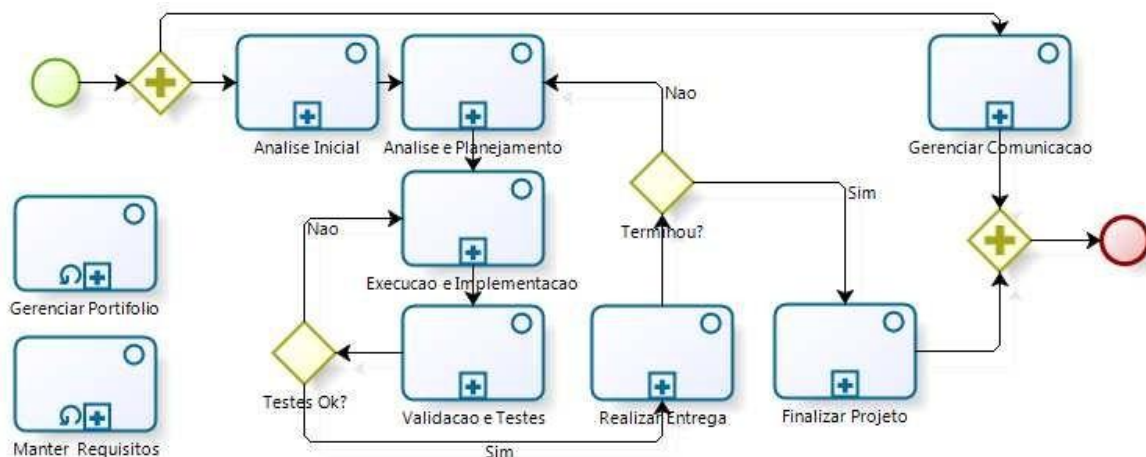 Analise Inicial
Analise e Planejamento
Nao
Gerenciar Comunicacao
Sim
Terminou?
Nao
Execucao e Implementacao
Gerenciar Portifolio
Testes Ok?
Validacao e Testes
Realizar Entrega
Finalizar Projeto
Manter Requisitos
Sim